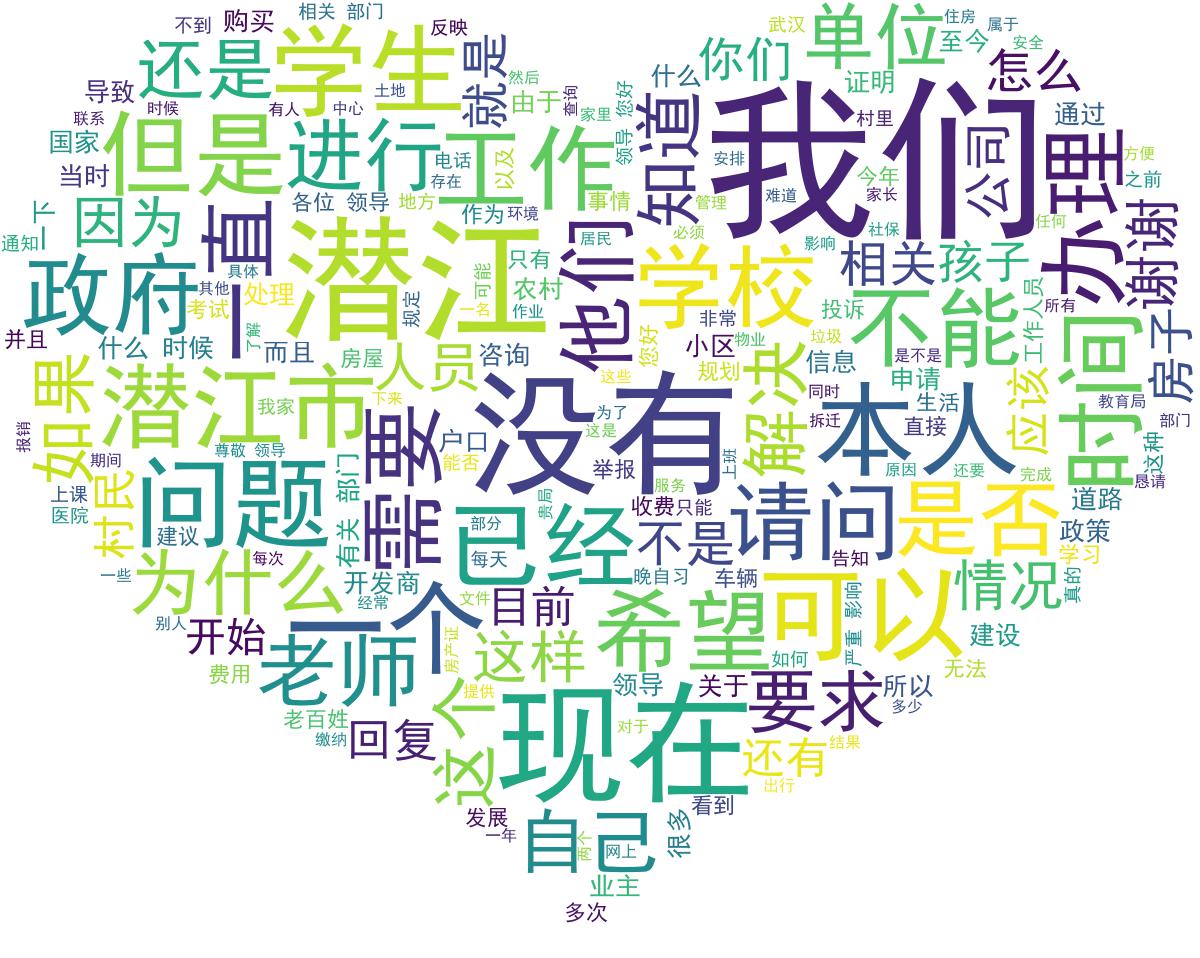 相关 部门
不到
购买
反映
武汉
单位
住房
属于
还是
学生
就是
你们
至今
安全
什么
怎么
导致
时候
有人
中心
土地
然后
由于
查询
家里
您好
证明
通过
联系
国家
但是
进行
工作
电话
以及
领导
知道
我们
村里
公司
办理
方便
当时
存在
安排
今年
之前
一下
因为
一直
各位 领导
地方
作为
环境
事情
管理
难道
家长
任何
谢谢
通知
潜江
居民
他们
必须
影响
社保
政府
具体
其他
可能
只有
农村
学校
相关
孩子
工作人员
处理
考试
了解
规定
一名
作业
投诉
不能
所有
时间
房子
并且
什么 时候
而且
房屋
人员
咨询
非常
小区
物业
您好
垃圾
信息
是不是
如果
潜江市
我家
下来
这些
规划
解决
申请
同时
生活
应该
教育局
没有
为了
这是
本人
拆迁
直接
部门
报销
期间
尊敬 领导
需要
户口
能否
举报
上班
原因
还要
完成
这种
恳请
上课
医院
村民
问题
部门
有关
贵局
服务
收费
只能
请问
是否
道路
建议
已经
部分
不是
政策
学习
一些
为什么
每次
每天
晚自习
车辆
告知
开发商
经常
一个
文件
目前
希望
可以
情况
真的
别人
开始
老师
房产证
这样
如何
严重 影响
建设
无法
费用
提供
领导
关于
要求
所以
多少
老百姓
缴纳
回复
这个
现在
对于
还有
结果
出行
看到
发展
一年
自己
两个
网上
很多
业主
多次